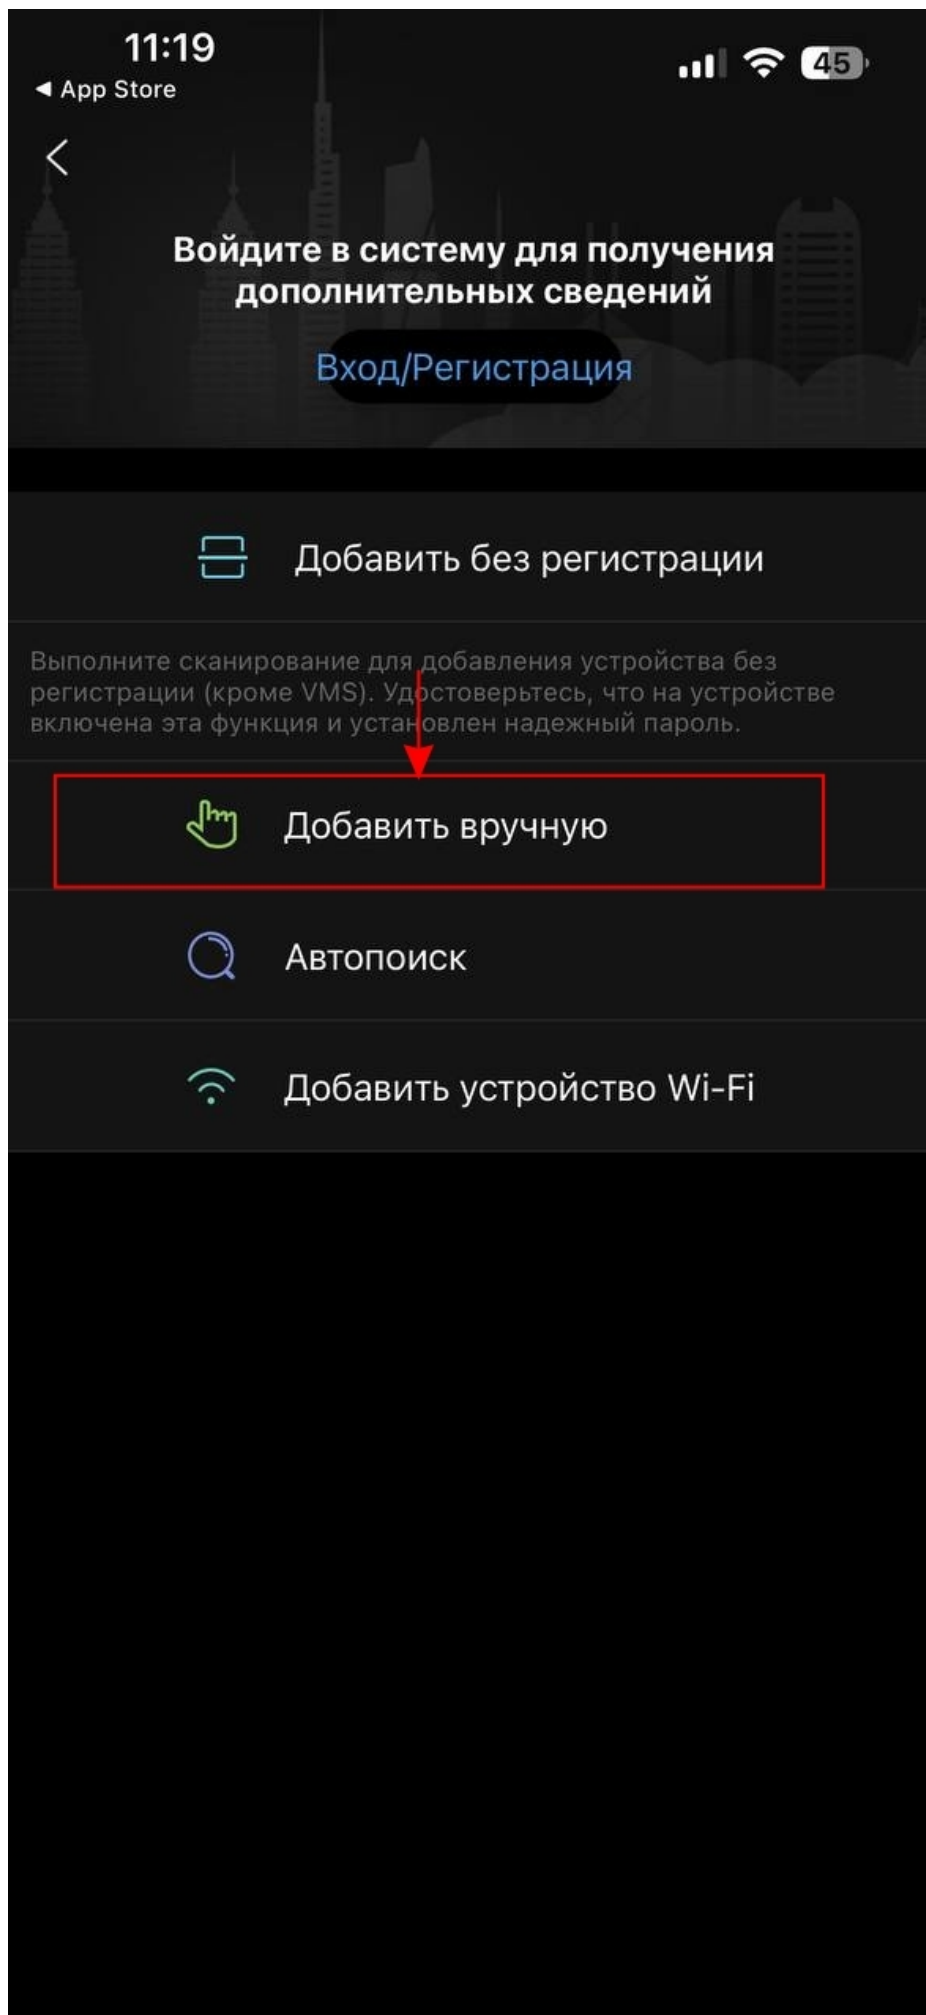 11:19
◀ App Store
45
Войдите в систему для получения
дополнительных сведений
Вход/Регистрация
Добавить без регистрации
Выполните сканирование для добавления устройства без
регистрации (кроме VMS). Удостоверьтесь, что на устройстве
включена эта функция и установлен надежный пароль.
Добавить вручную
Автопоиск
Добавить устройство Wi-Fi